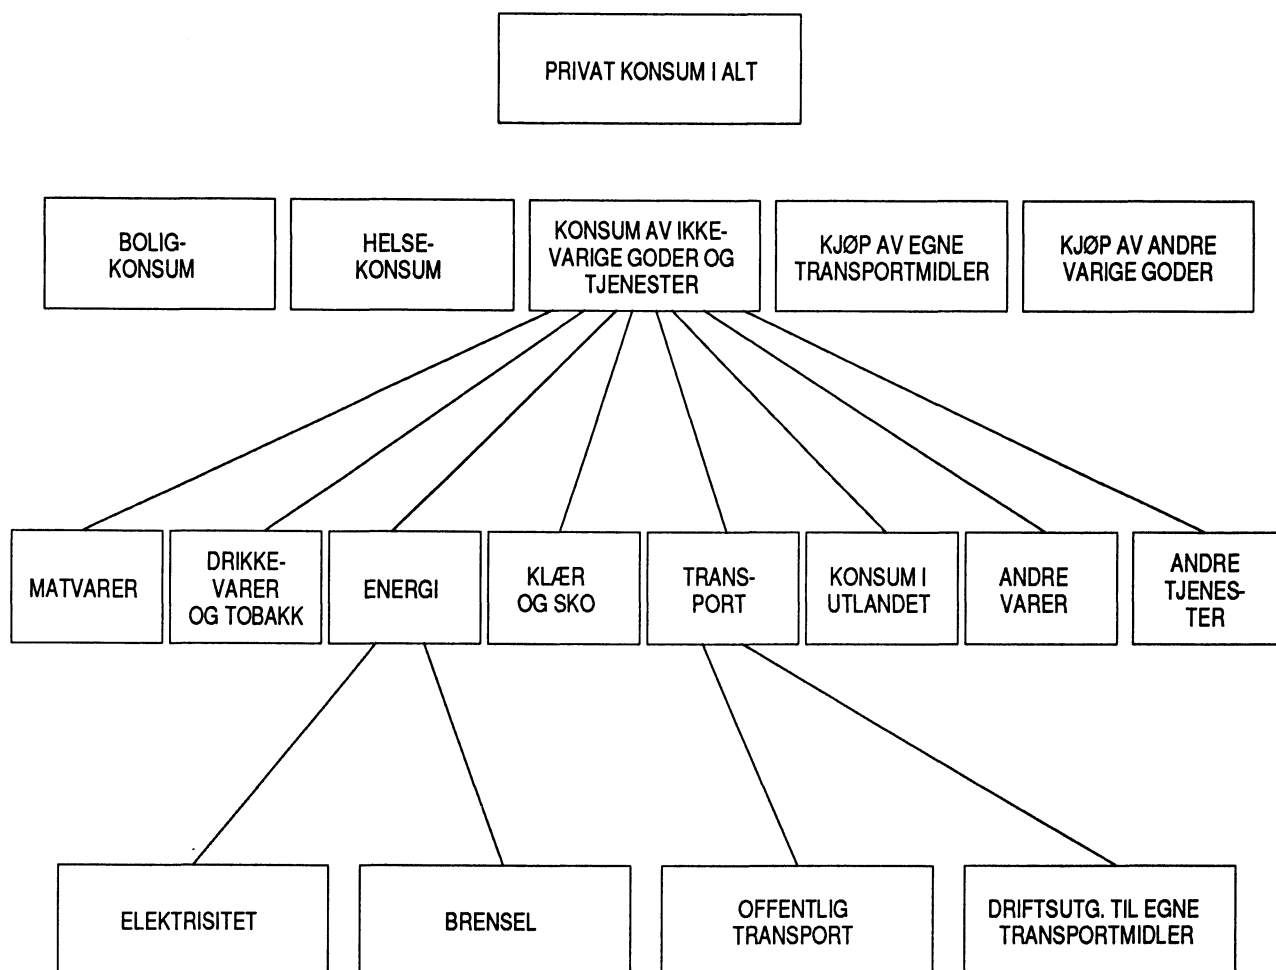 PRIVAT KONSUM I ALT
BOLIG-
KONSUM
HELSE-
KONSUM
KONSUM AV IKKE-
VARIGE GODER OG
TJENESTER
KJØP AV EGNE
TRANSPORTMIDLER
KJØP AV ANDRE
VARIGE GODER
MATVARER
DRIKKE-
VARER
OG TOBAKK
ENERGI
KLÆR
OG SKO
TRANS-
PORT
KONSUM I
UTLANDET
ANDRE
VARER
ANDRE
TJENES-
TER
ELEKTRISITET
BRENSEL
OFFENTLIG
TRANSPORT
DRIFTSUTG. TIL EGNE
TRANSPORTMIDLER